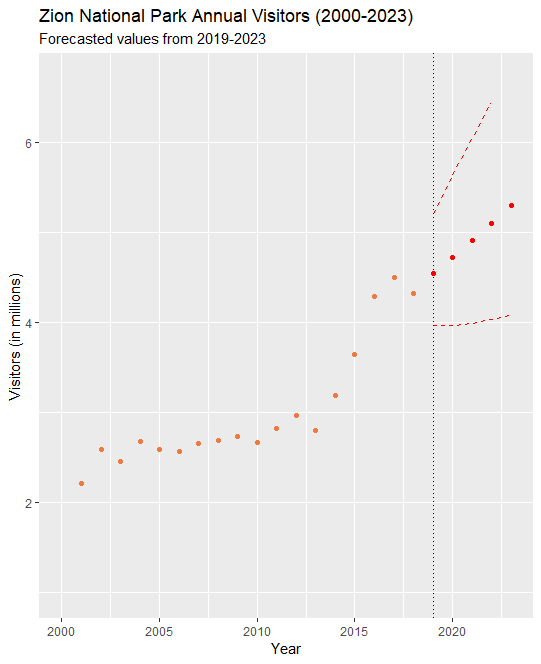 Zion National Park Annual Visitors (2000-2023)
Forecasted values from 2019-2023
Visitors (in millions)
6
4
2
2000 2005 2010 2015 2020
Year